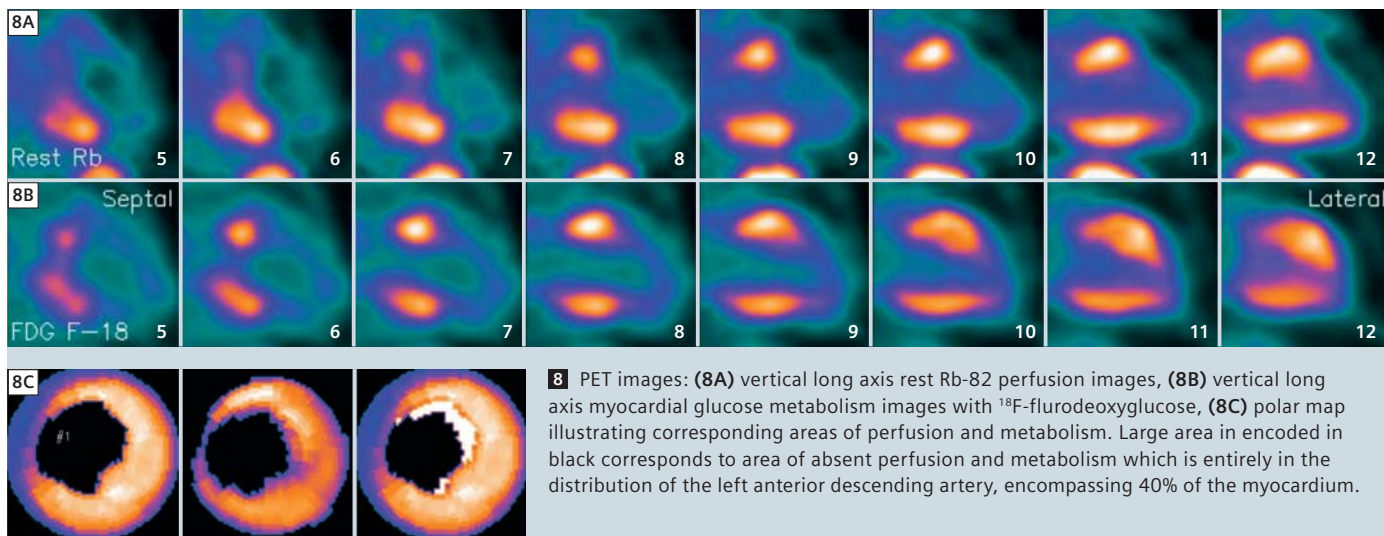 8A
Rest Rb
5
6
7
8
9
10
11
12
8B
Septal
Lateral
FDG F-18
5
6
7
8
9
10
11
12
8C
#1
8 PET images: (8A) vertical long axis rest Rb-82 perfusion images, (8B) vertical long
axis myocardial glucose metabolism images with ¹⁸F-flurodeoxyglucose, (8C) polar map
illustrating corresponding areas of perfusion and metabolism. Large area in encoded in
black corresponds to area of absent perfusion and metabolism which is entirely in the
distribution of the left anterior descending artery, encompassing 40% of the myocardium.